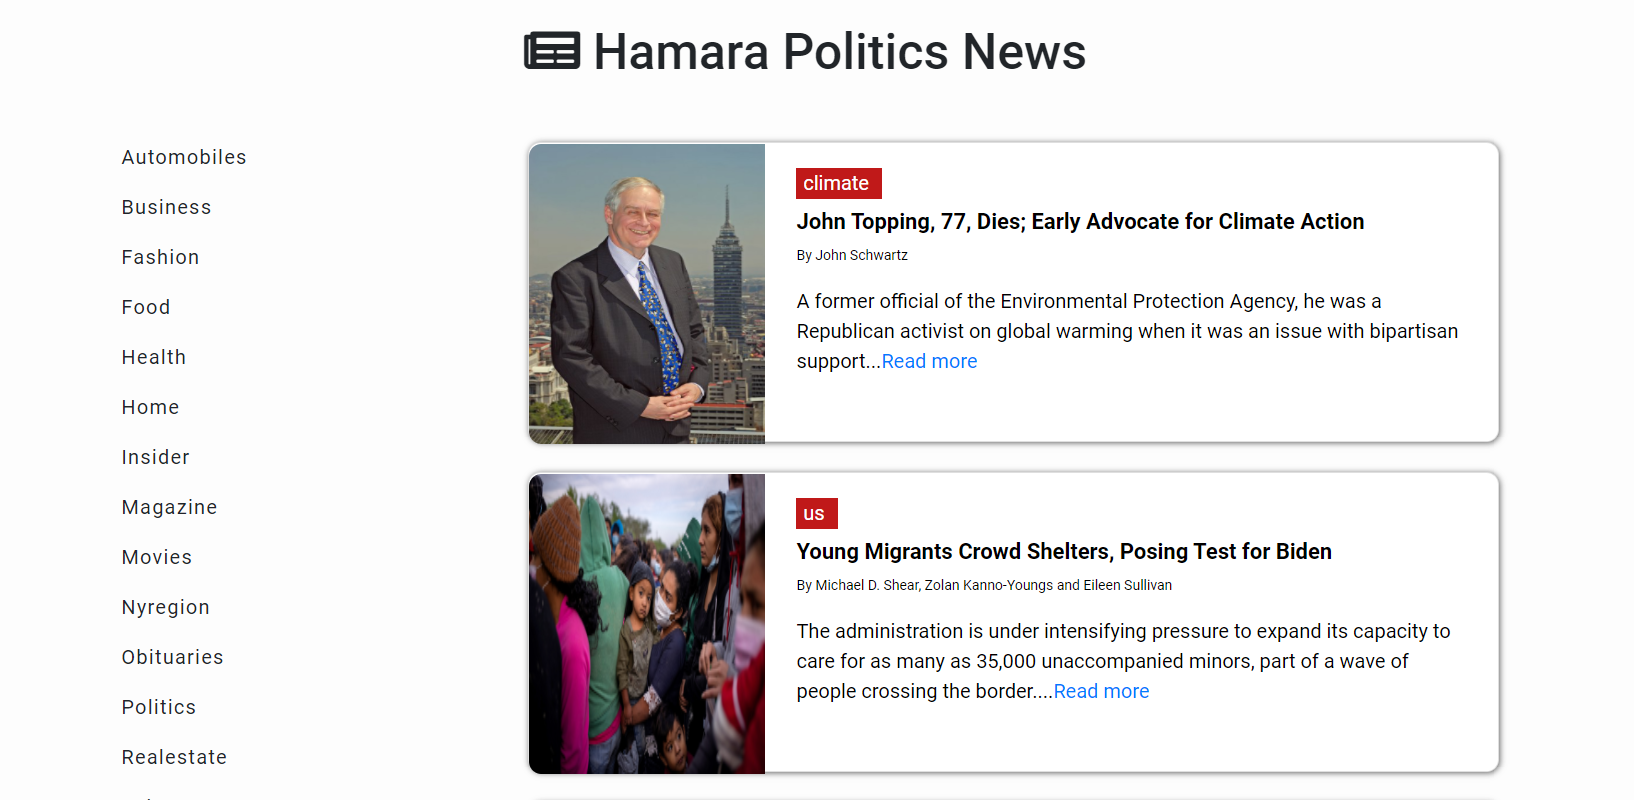 Hamara Politics News
Automobiles
Business
Fashion
Food
Health
Home
Insider
Magazine
Movies
Nyregion
Obituaries
Politics
Realestate
climate
John Topping, 77, Dies; Early Advocate for Climate Action
By John Schwartz
A former official of the Environmental Protection Agency, he was a
Republican activist on global warming when it was an issue with bipartisan
support...Read more
us
Young Migrants Crowd Shelters, Posing Test for Biden
By Michael D. Shear, Zolan Kanno-Youngs and Eileen Sullivan
The administration is under intensifying pressure to expand its capacity to
care for as many as 35,000 unaccompanied minors, part of a wave of
people crossing the border....Read more